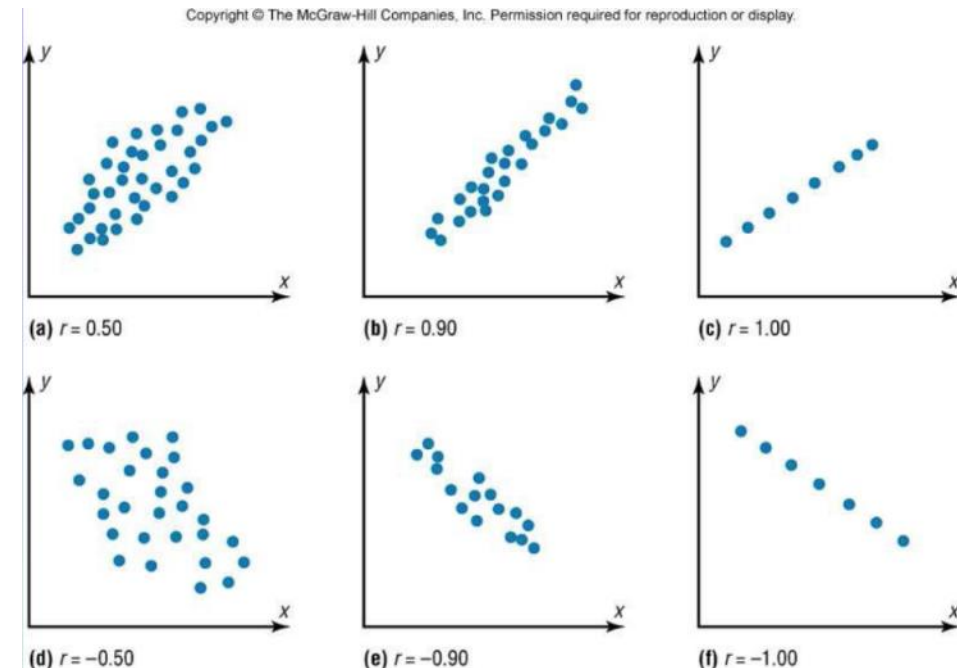 Copyright © The McGraw-Hill Companies, Inc. Permission required for reproduction or display.
y y y
x x x
(a) r = 0.50 (b) r = 0.90 (c) r = 1.00
y y y
x x x
(d) r = −0.50 (e) r = −0.90 (f) r = −1.00